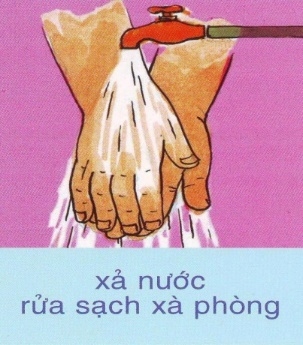 xả nước
rửa sạch xà phòng